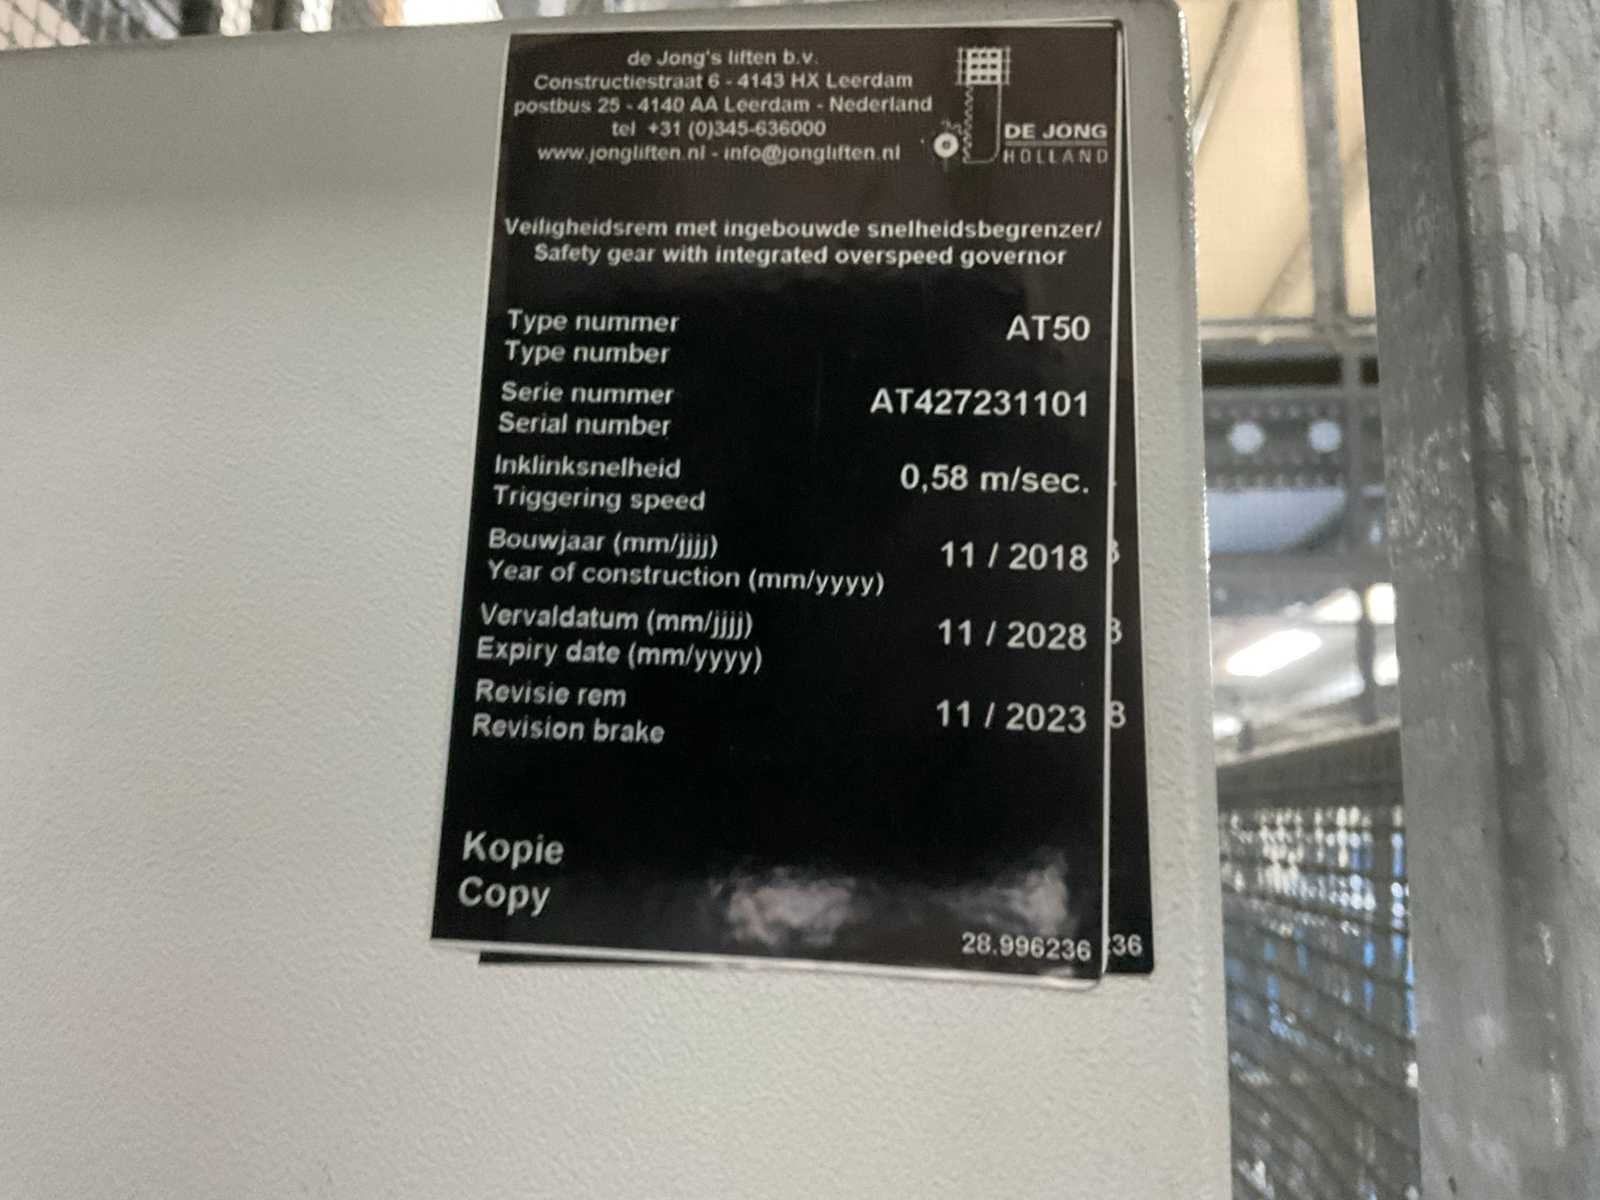 de Jong's liften b.v.
Constructiestraat 6 - 4143 HX Leerdam
postbus 25 - 4140 AA Leerdam - Nederland
tel +31 (0)345-636000
www.jongliften.nl - info@jongliften.nl
DE JONG
HOLLAND
Veiligheidsrem met ingebouwde snelheidsbegrenzer/
Safety gear with integrated overspeed governor
Type nummer
Type number
AT50
Serie nummer
Serial number
AT427231101
Inklinksnelheid
Triggering speed
0,58 m/sec.
Bouwjaar (mm/jjjj)
Year of construction (mm/yyyy)
11 / 2018
Vervaldatum (mm/jjjj)
Expiry date (mm/yyyy)
11 / 2028
Revisie rem
Revision brake
11 / 2023
8
Kopie
Copy
28.996236
36